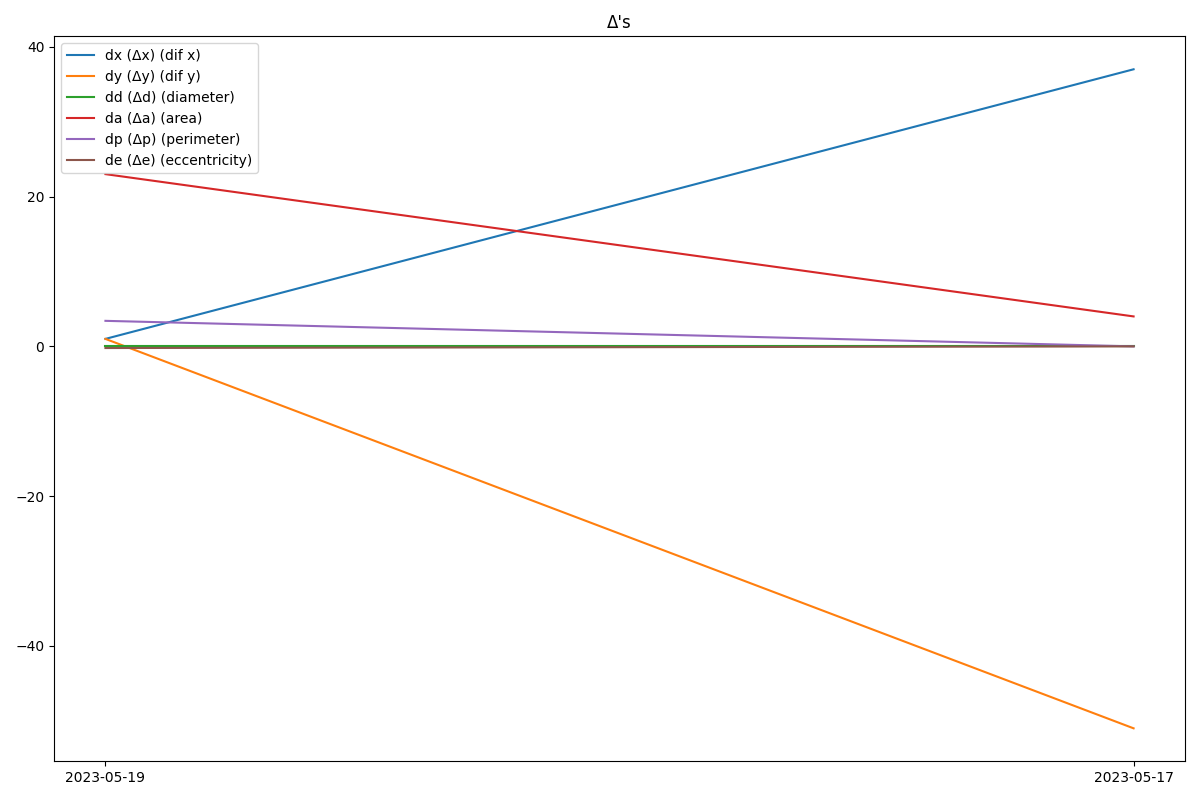 Δ's
dx (Δx) (dif x)
dy (Δy) (dif y)
dd (Δd) (diameter)
da (Δa) (area)
dp (Δp) (perimeter)
de (Δe) (eccentricity)
40
20
0
−20
−40
2023-05-19
2023-05-17